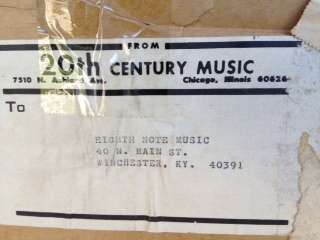 FROM
20th CENTURY MUSIC
7510 N. Ashland Ave. Chicago, Illinois 60626
To
EIGHTH NOTE MUSIC
40 N. MAIN ST.
WINCHESTER, KY. 40391